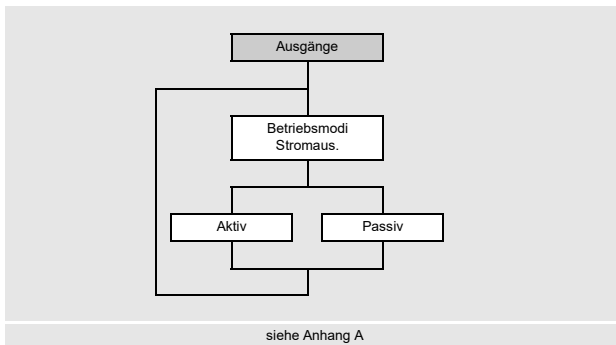 Ausgänge
Betriebsmodi
Stromaus.
Aktiv
Passiv
siehe Anhang A